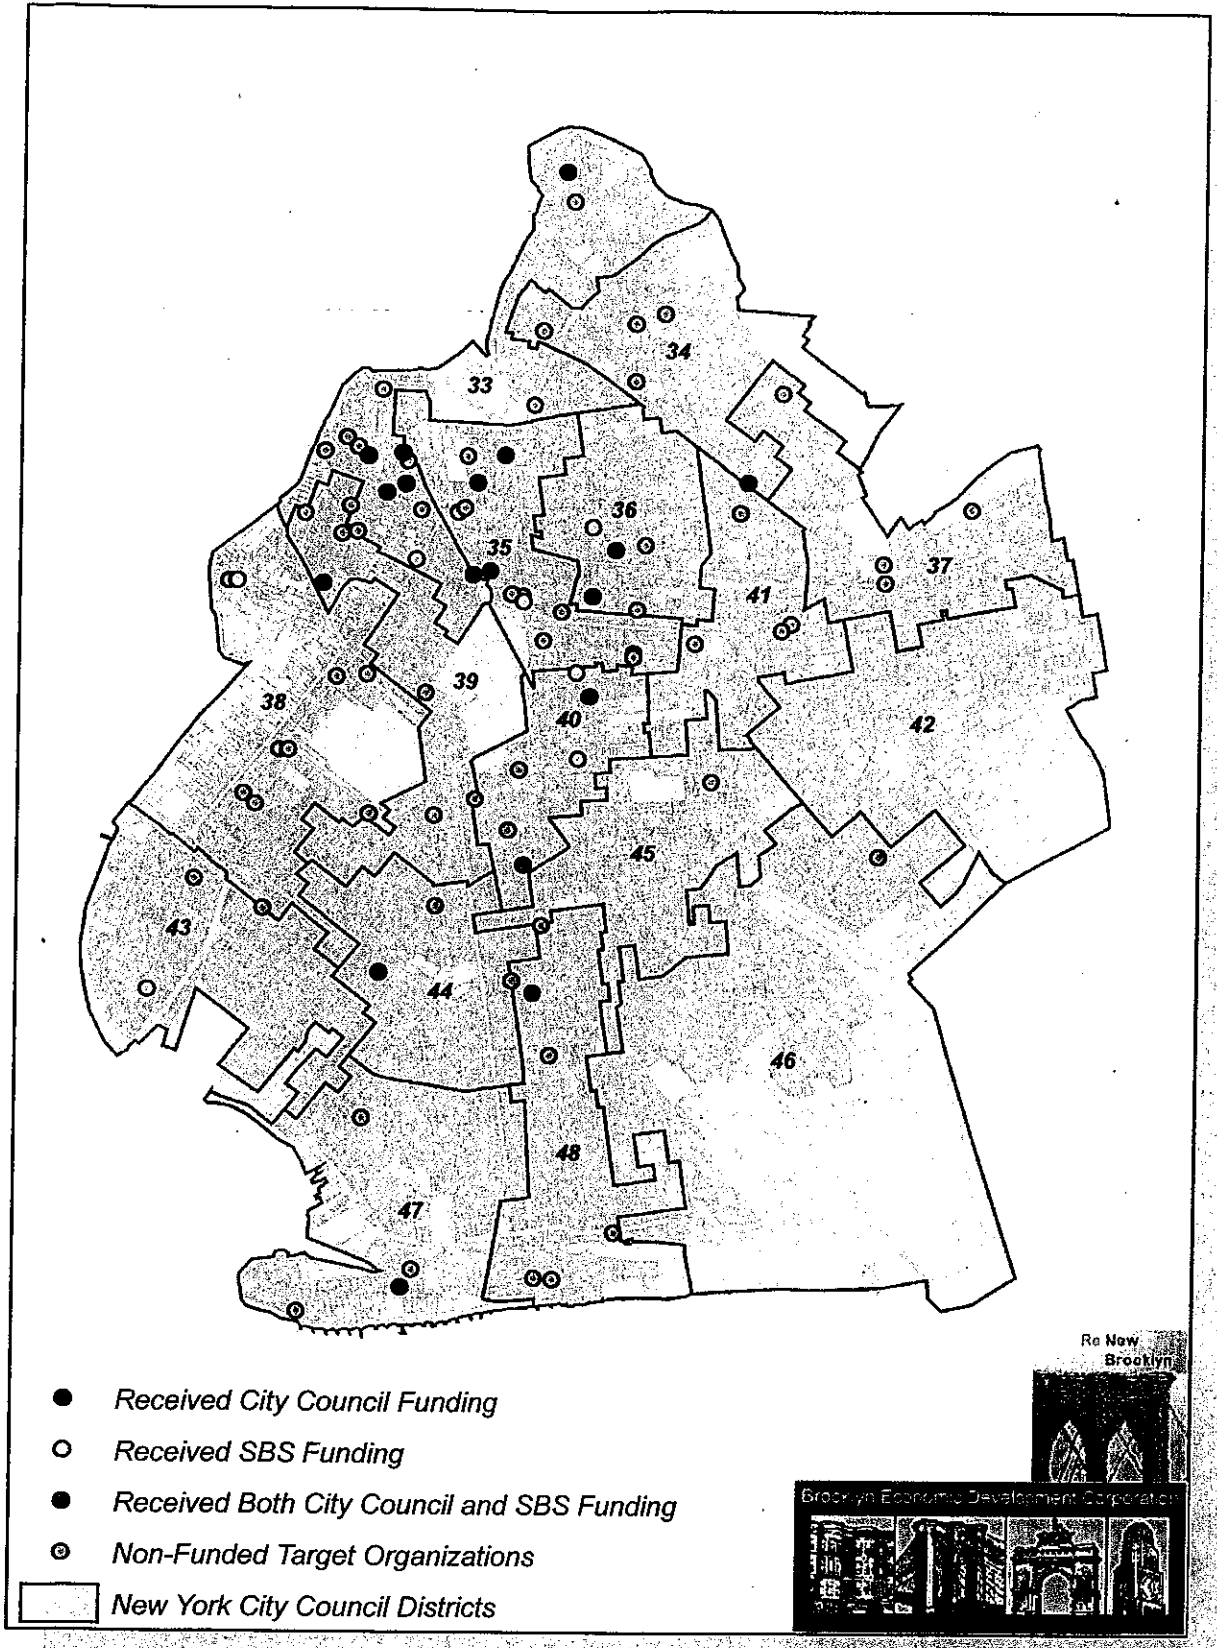 34
33
36
35
37
41
39
38
40
42
45
43
44
46
48
47
Re New
Brooklyn
Received City Council Funding
Received SBS Funding
Received Both City Council and SBS Funding
Brooklyn Economic Development Corporation
Non-Funded Target Organizations
New York City Council Districts